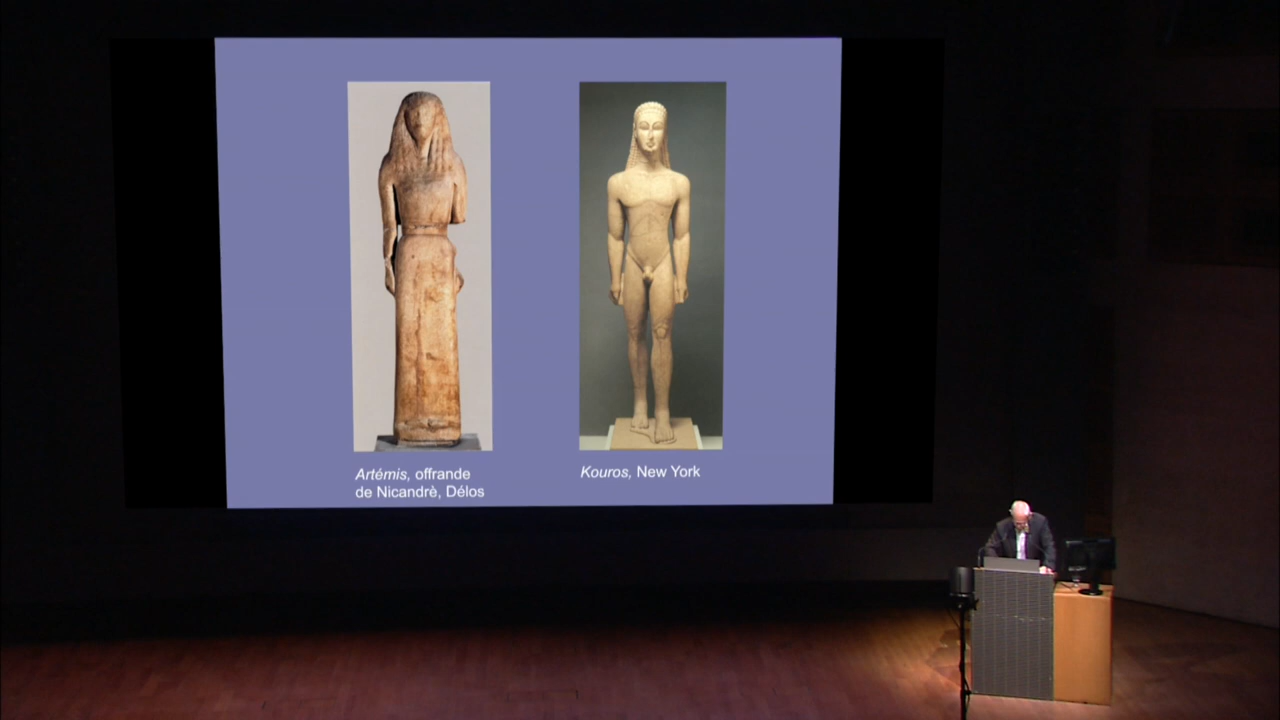 Artémis, offrande
de Nicandrè, Délos
Kouros, New York